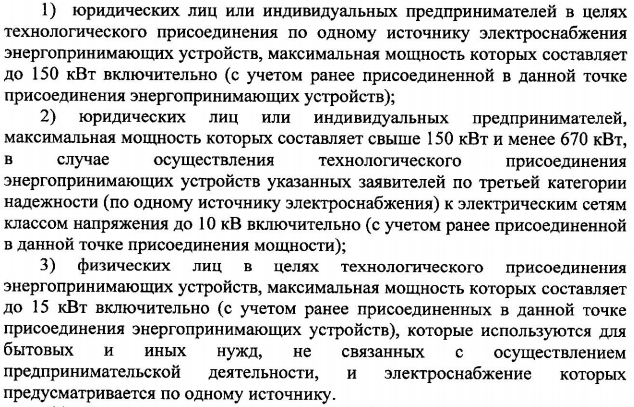 1) юридических лиц или индивидуальных предпринимателей в целях
технологического присоединения по одному источнику электроснабжения
энергопринимающих устройств, максимальная мощность которых составляет
до 150 кВт включительно (с учетом ранее присоединенной в данной точке
присоединения энергопринимающих устройств);
2) юридических лиц или индивидуальных предпринимателей,
максимальная мощность которых составляет свыше 150 кВт и менее 670 кВт,
в случае осуществления технологического присоединения
энергопринимающих устройств указанных заявителей по третьей категории
надежности (по одному источнику электроснабжения) к электрическим сетям
классом напряжения до 10 кВ включительно (с учетом ранее присоединенной
в данной точке присоединения мощности);
3) физических лиц в целях технологического присоединения
энергопринимающих устройств, максимальная мощность которых составляет
до 15 кВт включительно (с учетом ранее присоединенных в данной точке
присоединения энергопринимающих устройств), которые используются для
бытовых и иных нужд, не связанных с осуществлением
предпринимательской деятельности, и электроснабжение которых
предусматривается по одному источнику.